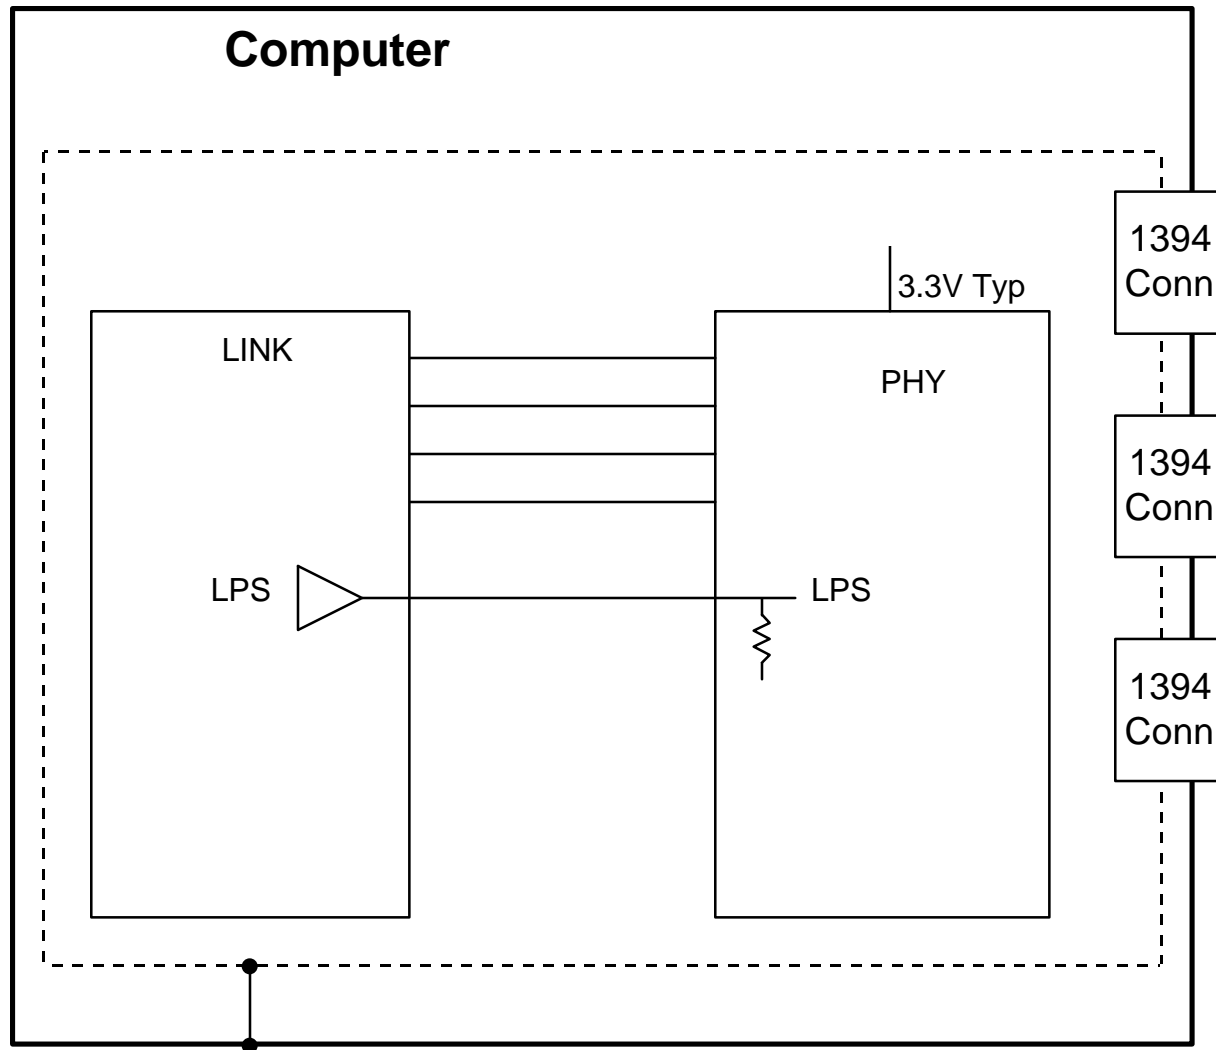 Computer
1394
Conn
3.3V Typ
LINK
PHY
1394
Conn
LPS
LPS
1394
Conn